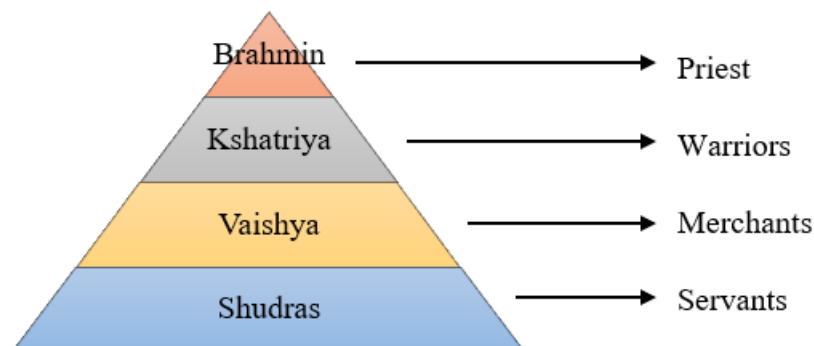 Brahmin
Priest
Kshatriya
Warriors
Vaishya
Merchants
Shudras
Servants